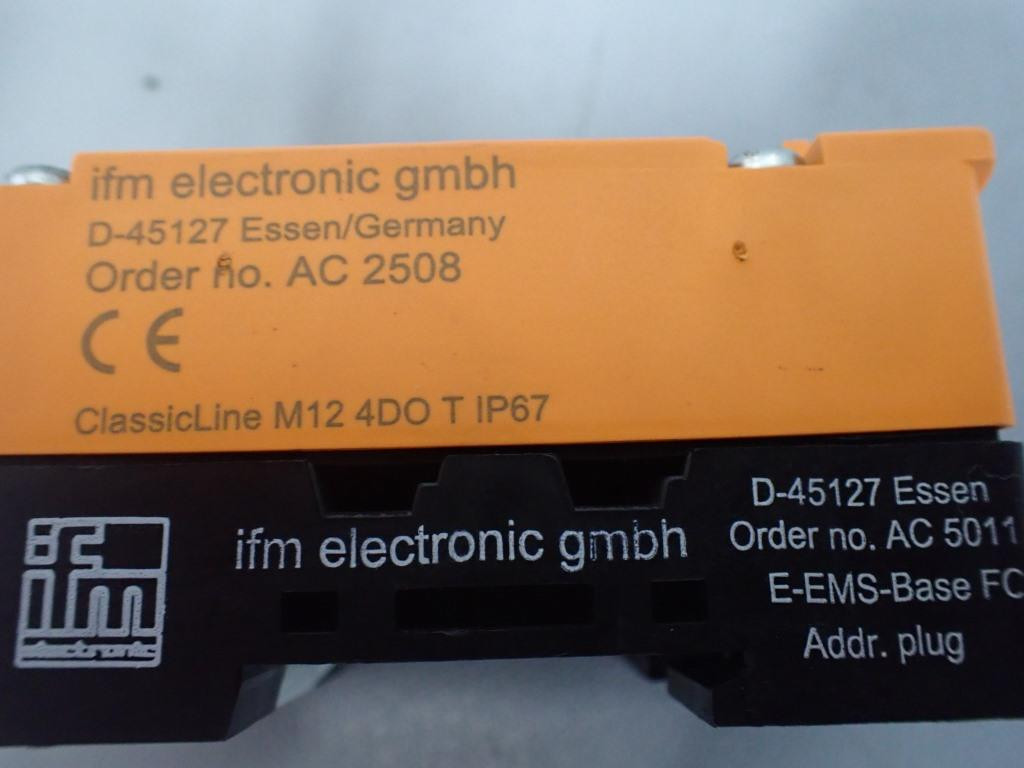 ifm electronic gmbh
D-45127 Essen/Germany
Order no. AC 2508
CE
ClassicLine M12 4DO T IP67
ifm
electronic
ifm electronic gmbh
D-45127 Essen
Order no. AC 5011
E-EMS-Base FC
Addr. plug